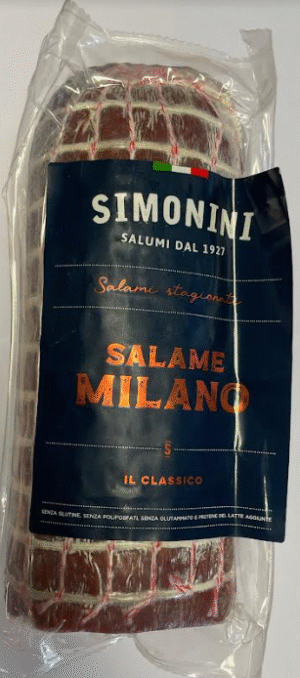 SIMONINI
SALUMI DAL 1927
Salami stagionati
SALAME
MILANO
S
IL CLASSICO
SENZA GLUTINE, SENZA POLIFOSFATI, SENZA GLUTAMMATO E PROTEINE DEL LATTE AGGIUNTE